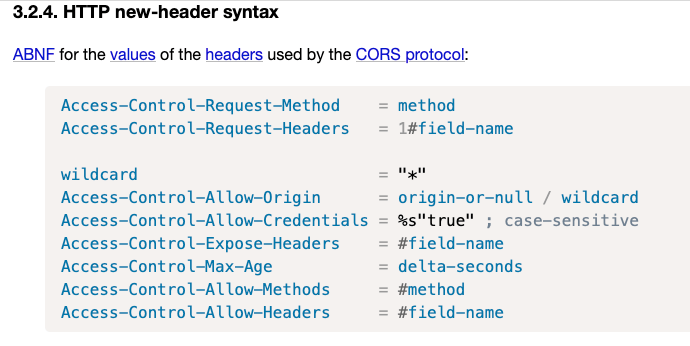 3.2.4. HTTP new-header syntax
ABNF for the values of the headers used by the CORS protocol:
Access-Control-Request-Method    = method
Access-Control-Request-Headers   = 1#field-name
wildcard                         = "*"
Access-Control-Allow-Origin      = origin-or-null / wildcard
Access-Control-Allow-Credentials = %s"true" ; case-sensitive
Access-Control-Expose-Headers    = #field-name
Access-Control-Max-Age           = delta-seconds
Access-Control-Allow-Methods     = #method
Access-Control-Allow-Headers     = #field-name